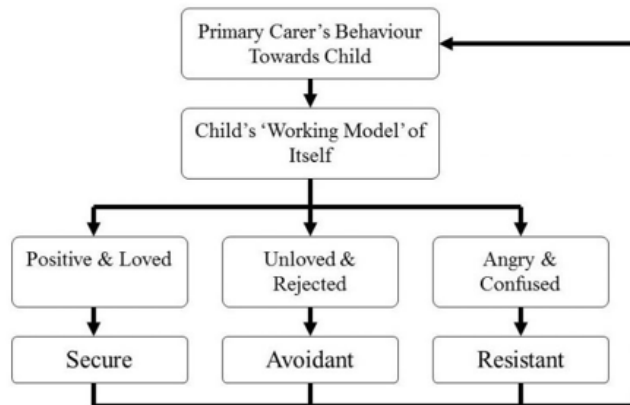 Primary Carer’s Behaviour
Towards Child
Child’s ‘Working Model’ of
Itself
Positive & Loved
Unloved &
Rejected
Angry &
Confused
Secure
Avoidant
Resistant